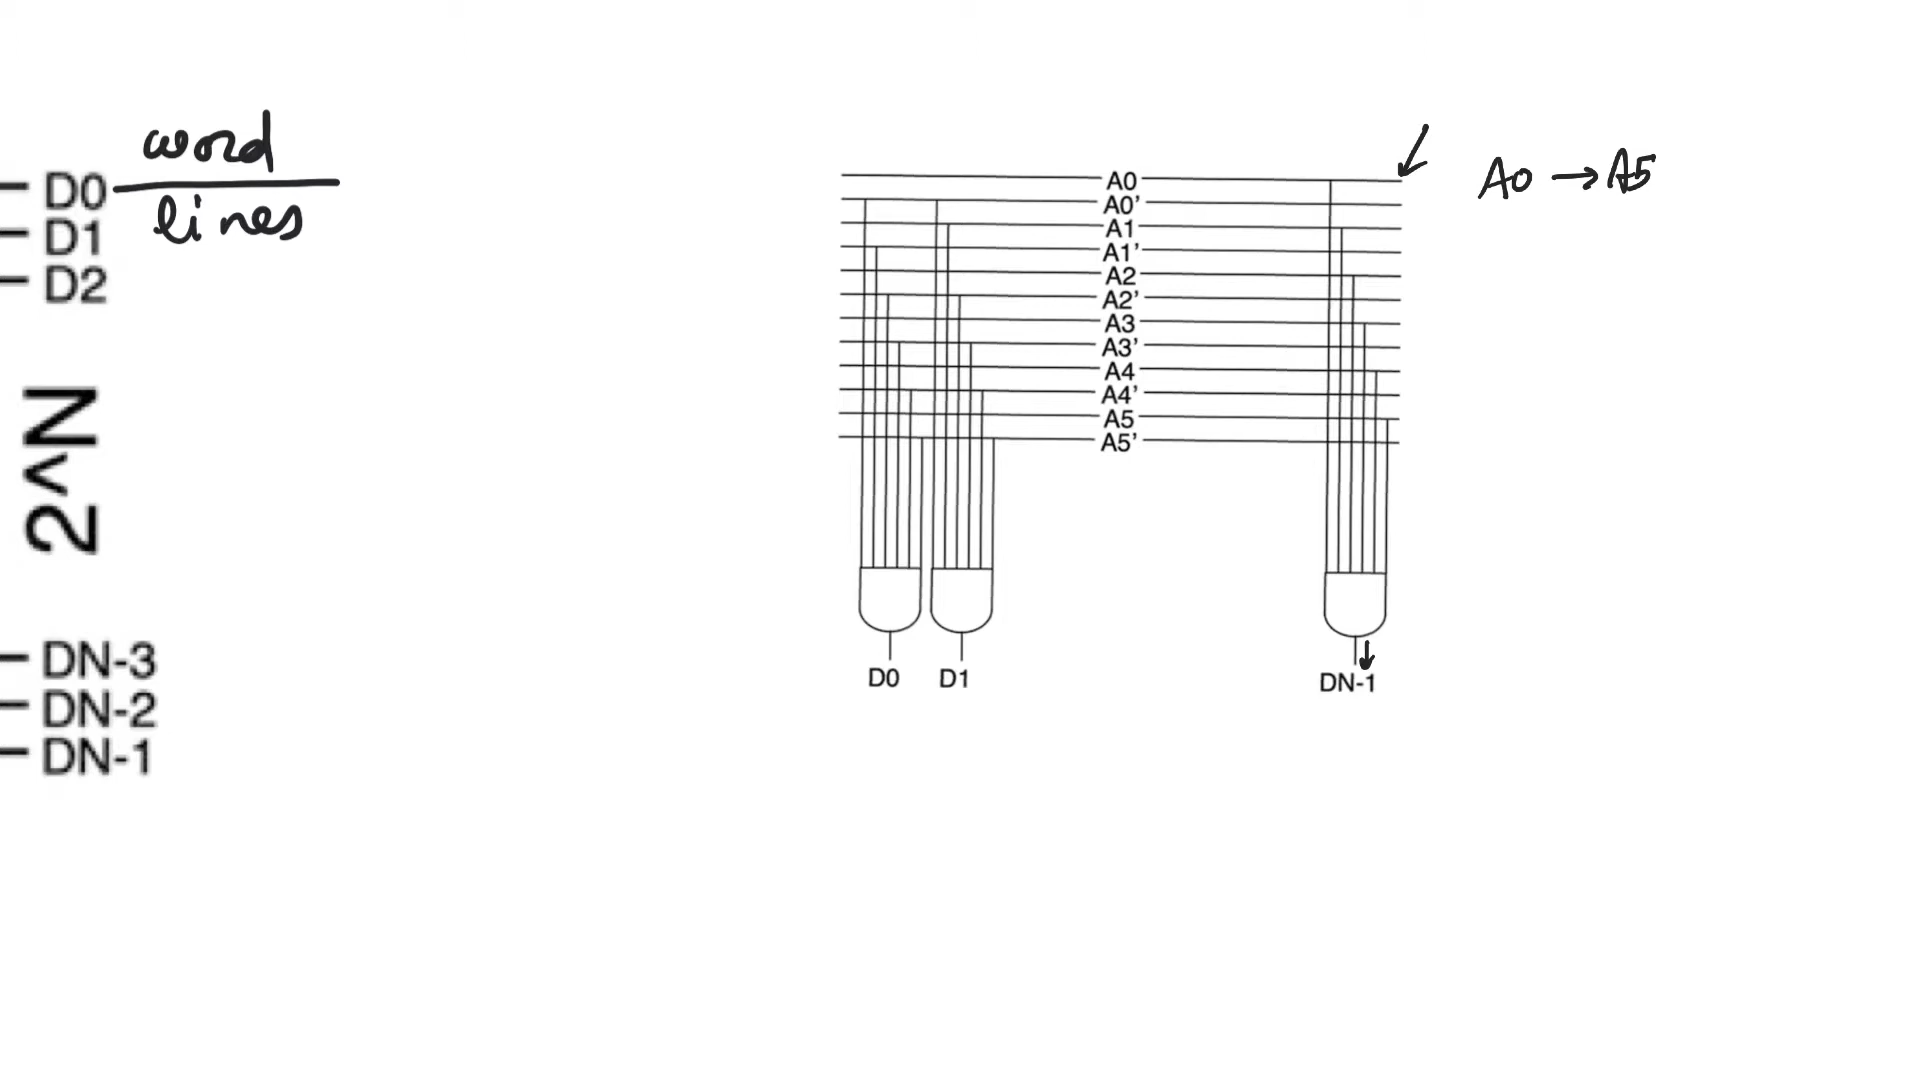 word
lines
D0
D1
D2
2^N
DN-3
DN-2
DN-1
A0
A0'
A1
A1'
A2
A2'
A3
A3'
A4
A4'
A5
A5'
A0 → A5
D0 D1 DN-1